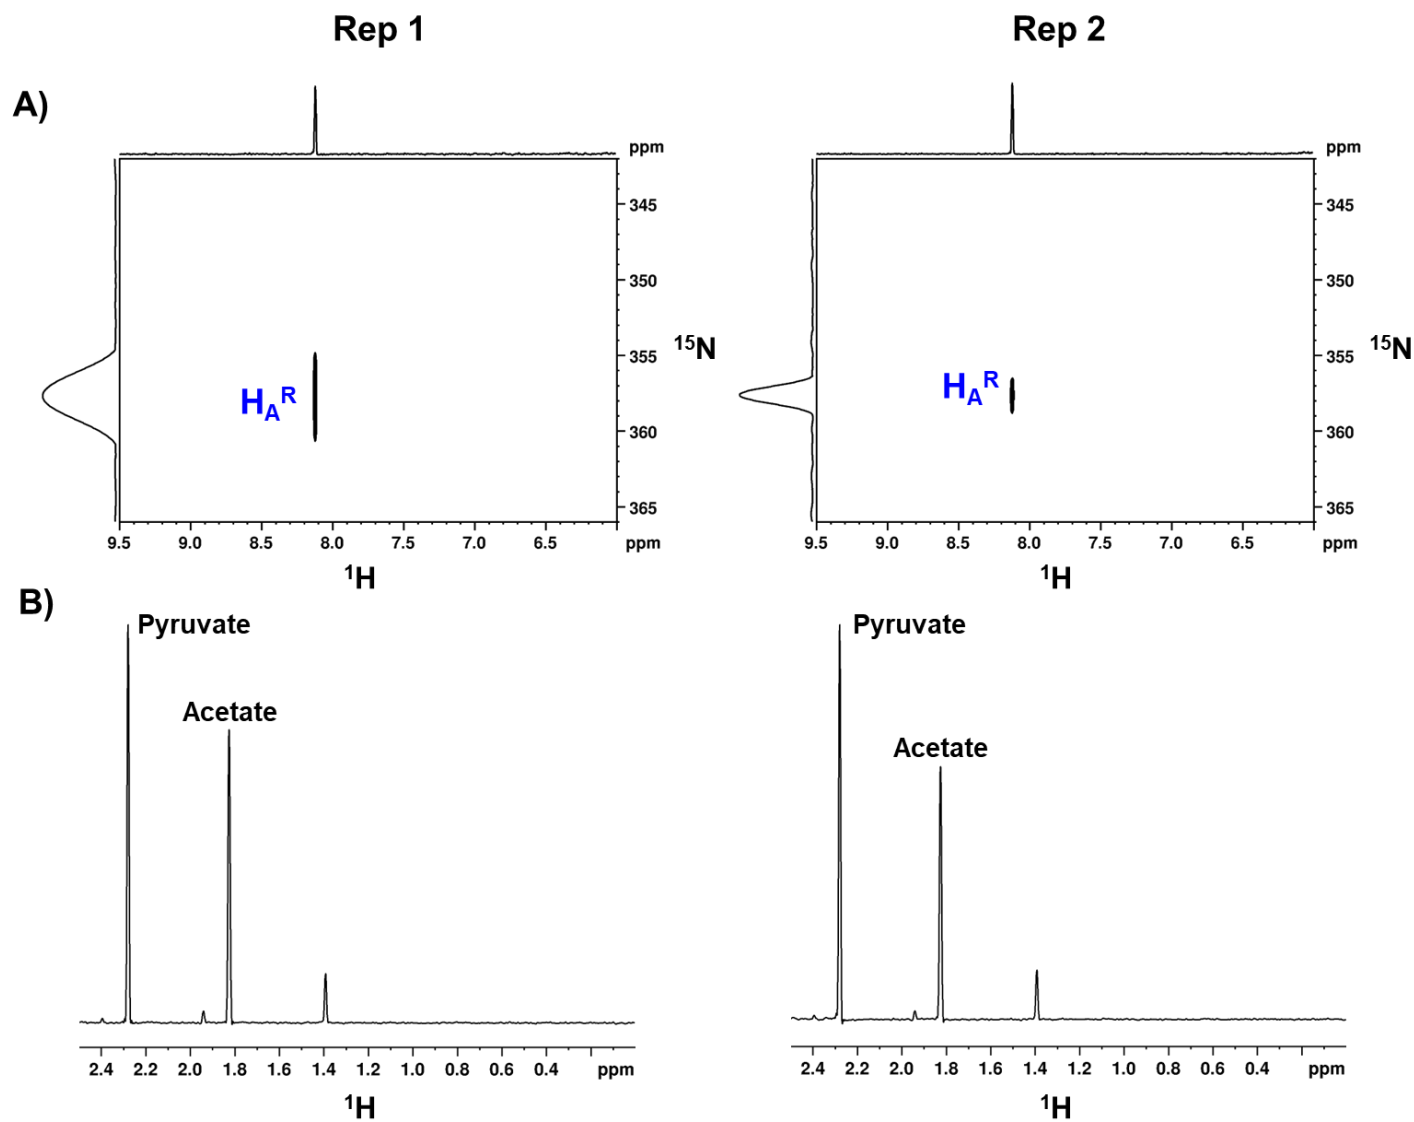 Rep 1
Rep 2
A)
ppm
345
350
355
360
365
15N
HAR
9.5 9.0 8.5 8.0 7.5 7.0 6.5 ppm
1H
ppm
345
350
355
360
365
15N
HAR
9.5 9.0 8.5 8.0 7.5 7.0 6.5 ppm
1H
B)
Pyruvate
Acetate
2.4 2.2 2.0 1.8 1.6 1.4 1.2 1.0 0.8 0.6 0.4 ppm
1H
Pyruvate
Acetate
2.4 2.2 2.0 1.8 1.6 1.4 1.2 1.0 0.8 0.6 0.4 ppm
1H